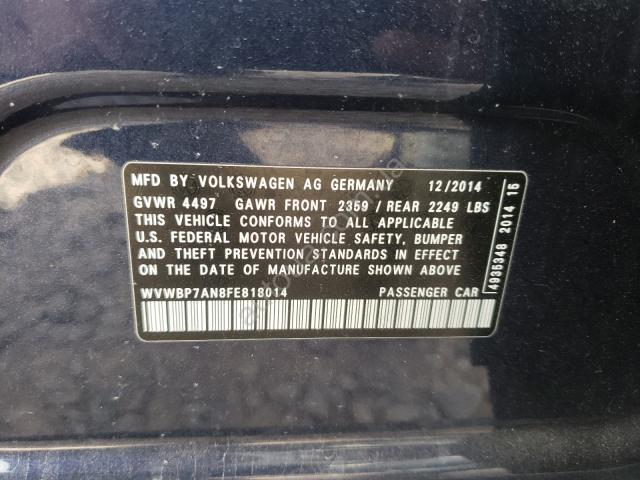 MFD BY VOLKSWAGEN AG GERMANY 12/2014
GVWR 4497 GAWR FRONT 2359 / REAR 2249 LBS
THIS VEHICLE CONFORMS TO ALL APPLICABLE
U.S. FEDERAL MOTOR VEHICLE SAFETY, BUMPER
AND THEFT PREVENTION STANDARDS IN EFFECT
ON THE DATE OF MANUFACTURE SHOWN ABOVE
WVWBP7AN8FE818014 PASSENGER CAR
4935348 2014 15